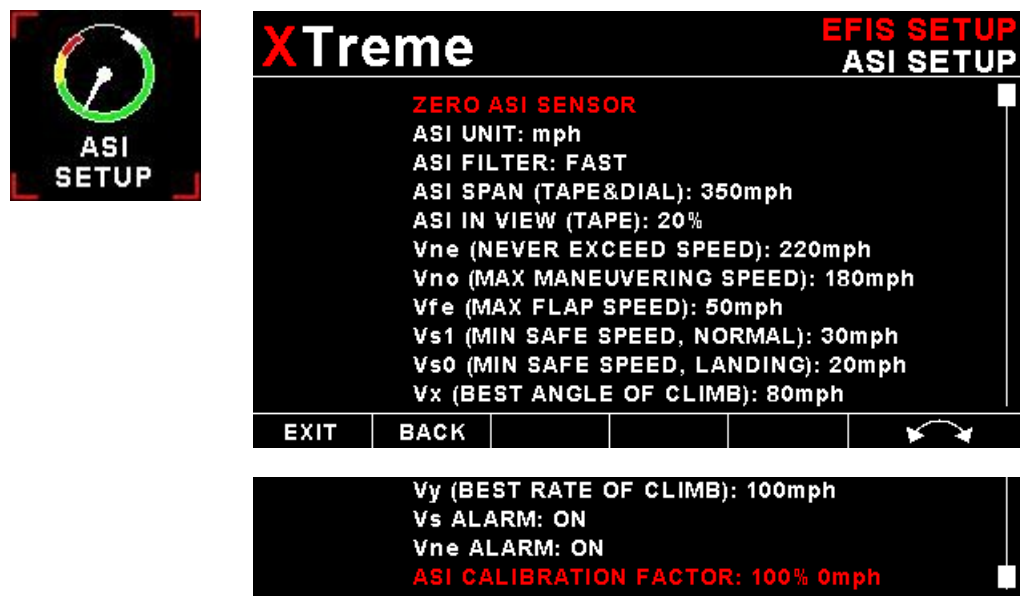 ASI
SETUP
XTreme
EFIS SETUP
ASI SETUP
ZERO ASI SENSOR
ASI UNIT: mph
ASI FILTER: FAST
ASI SPAN (TAPE&DIAL): 350mph
ASI IN VIEW (TAPE): 20%
Vne (NEVER EXCEED SPEED): 220mph
Vno (MAX MANEUVERING SPEED): 180mph
Vfe (MAX FLAP SPEED): 50mph
Vs1 (MIN SAFE SPEED, NORMAL): 30mph
Vs0 (MIN SAFE SPEED, LANDING): 20mph
Vx (BEST ANGLE OF CLIMB): 80mph
EXIT BACK
Vy (BEST RATE OF CLIMB): 100mph
Vs ALARM: ON
Vne ALARM: ON
ASI CALIBRATION FACTOR: 100% 0mph